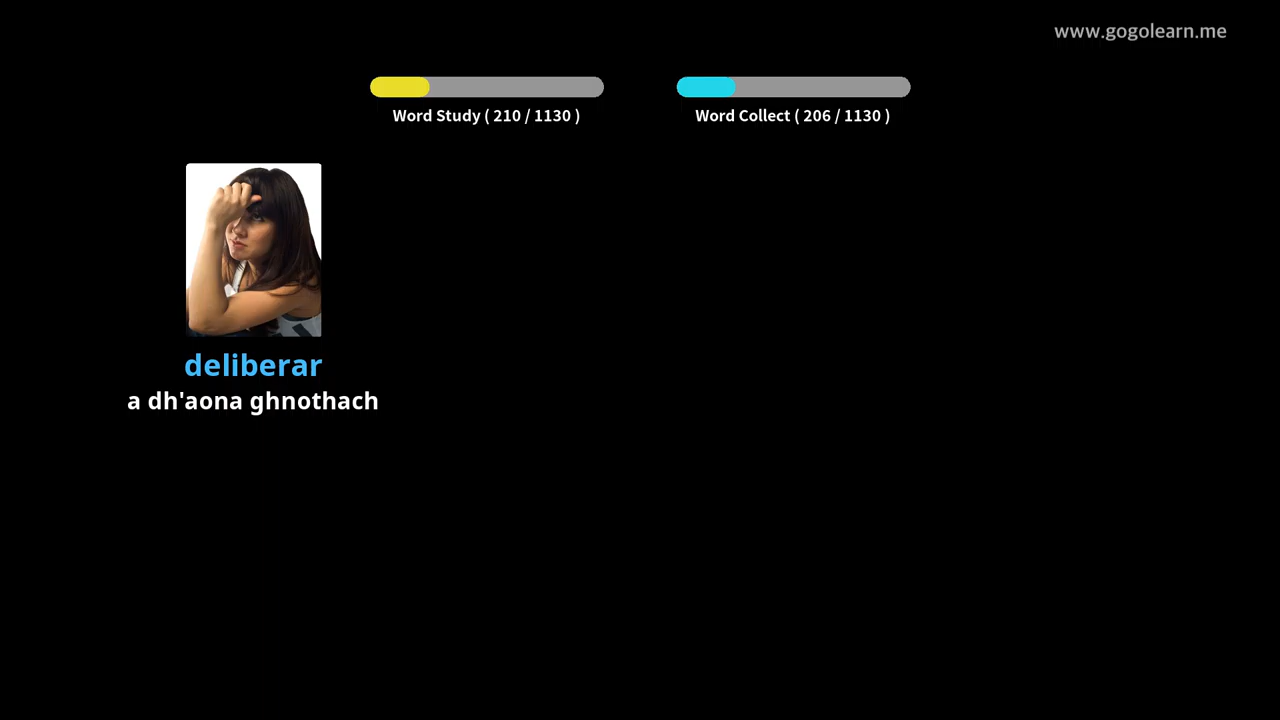 www.gogolearn.me
Word Study ( 210 / 1130 )
Word Collect ( 206 / 1130 )
deliberar
a dh'aona ghnothach